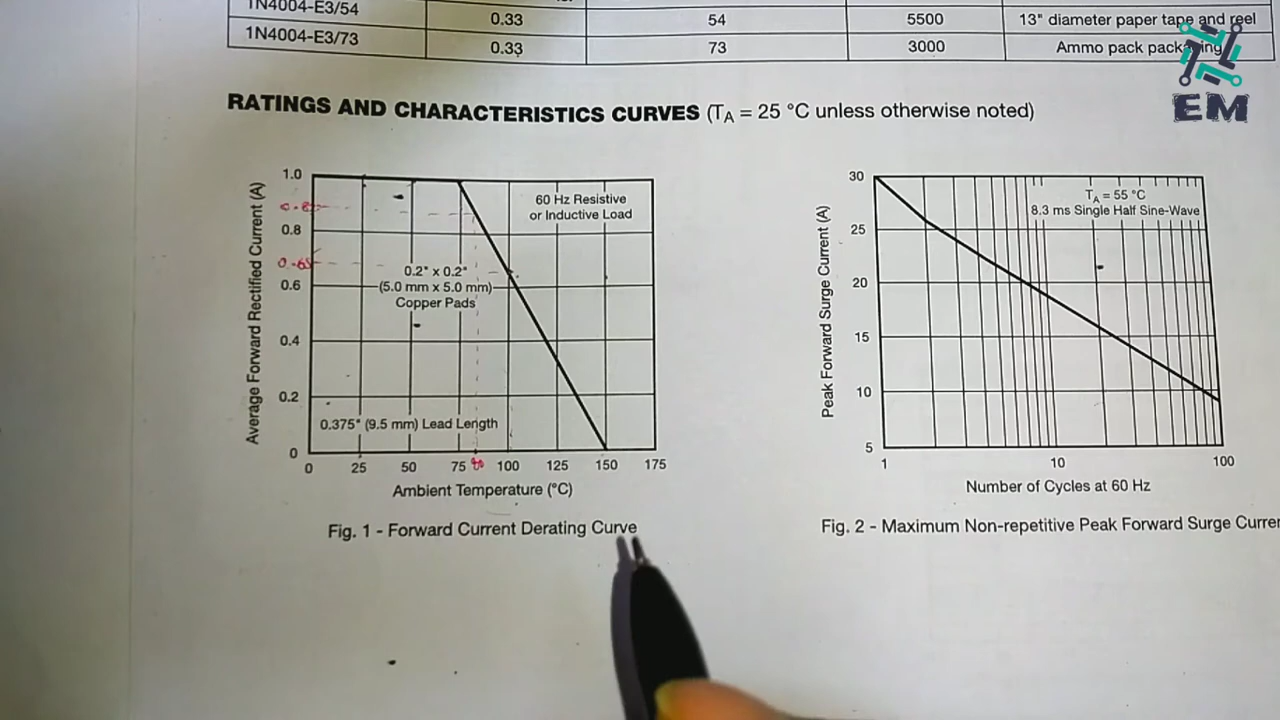 1N4004-E3/54 0.33 54 5500 13" diameter paper tape and reel
1N4004-E3/73 0.33 73 3000 Ammo pack packaging
EM
RATINGS AND CHARACTERISTICS CURVES (TA = 25 °C unless otherwise noted)
Average Forward Rectified Current (A)
1.0
0.8
0.6
0.4
0.2
0
0.65
60 Hz Resistive
or Inductive Load
0.2" x 0.2"
(5.0 mm x 5.0 mm)
Copper Pads
0.375" (9.5 mm) Lead Length
0 25 50 75 80 100 125 150 175
Ambient Temperature (°C)
Fig. 1 - Forward Current Derating Curve
Peak Forward Surge Current (A)
30
25
20
15
10
5
TA = 55 °C
8.3 ms Single Half Sine-Wave
1 10 100
Number of Cycles at 60 Hz
Fig. 2 - Maximum Non-repetitive Peak Forward Surge